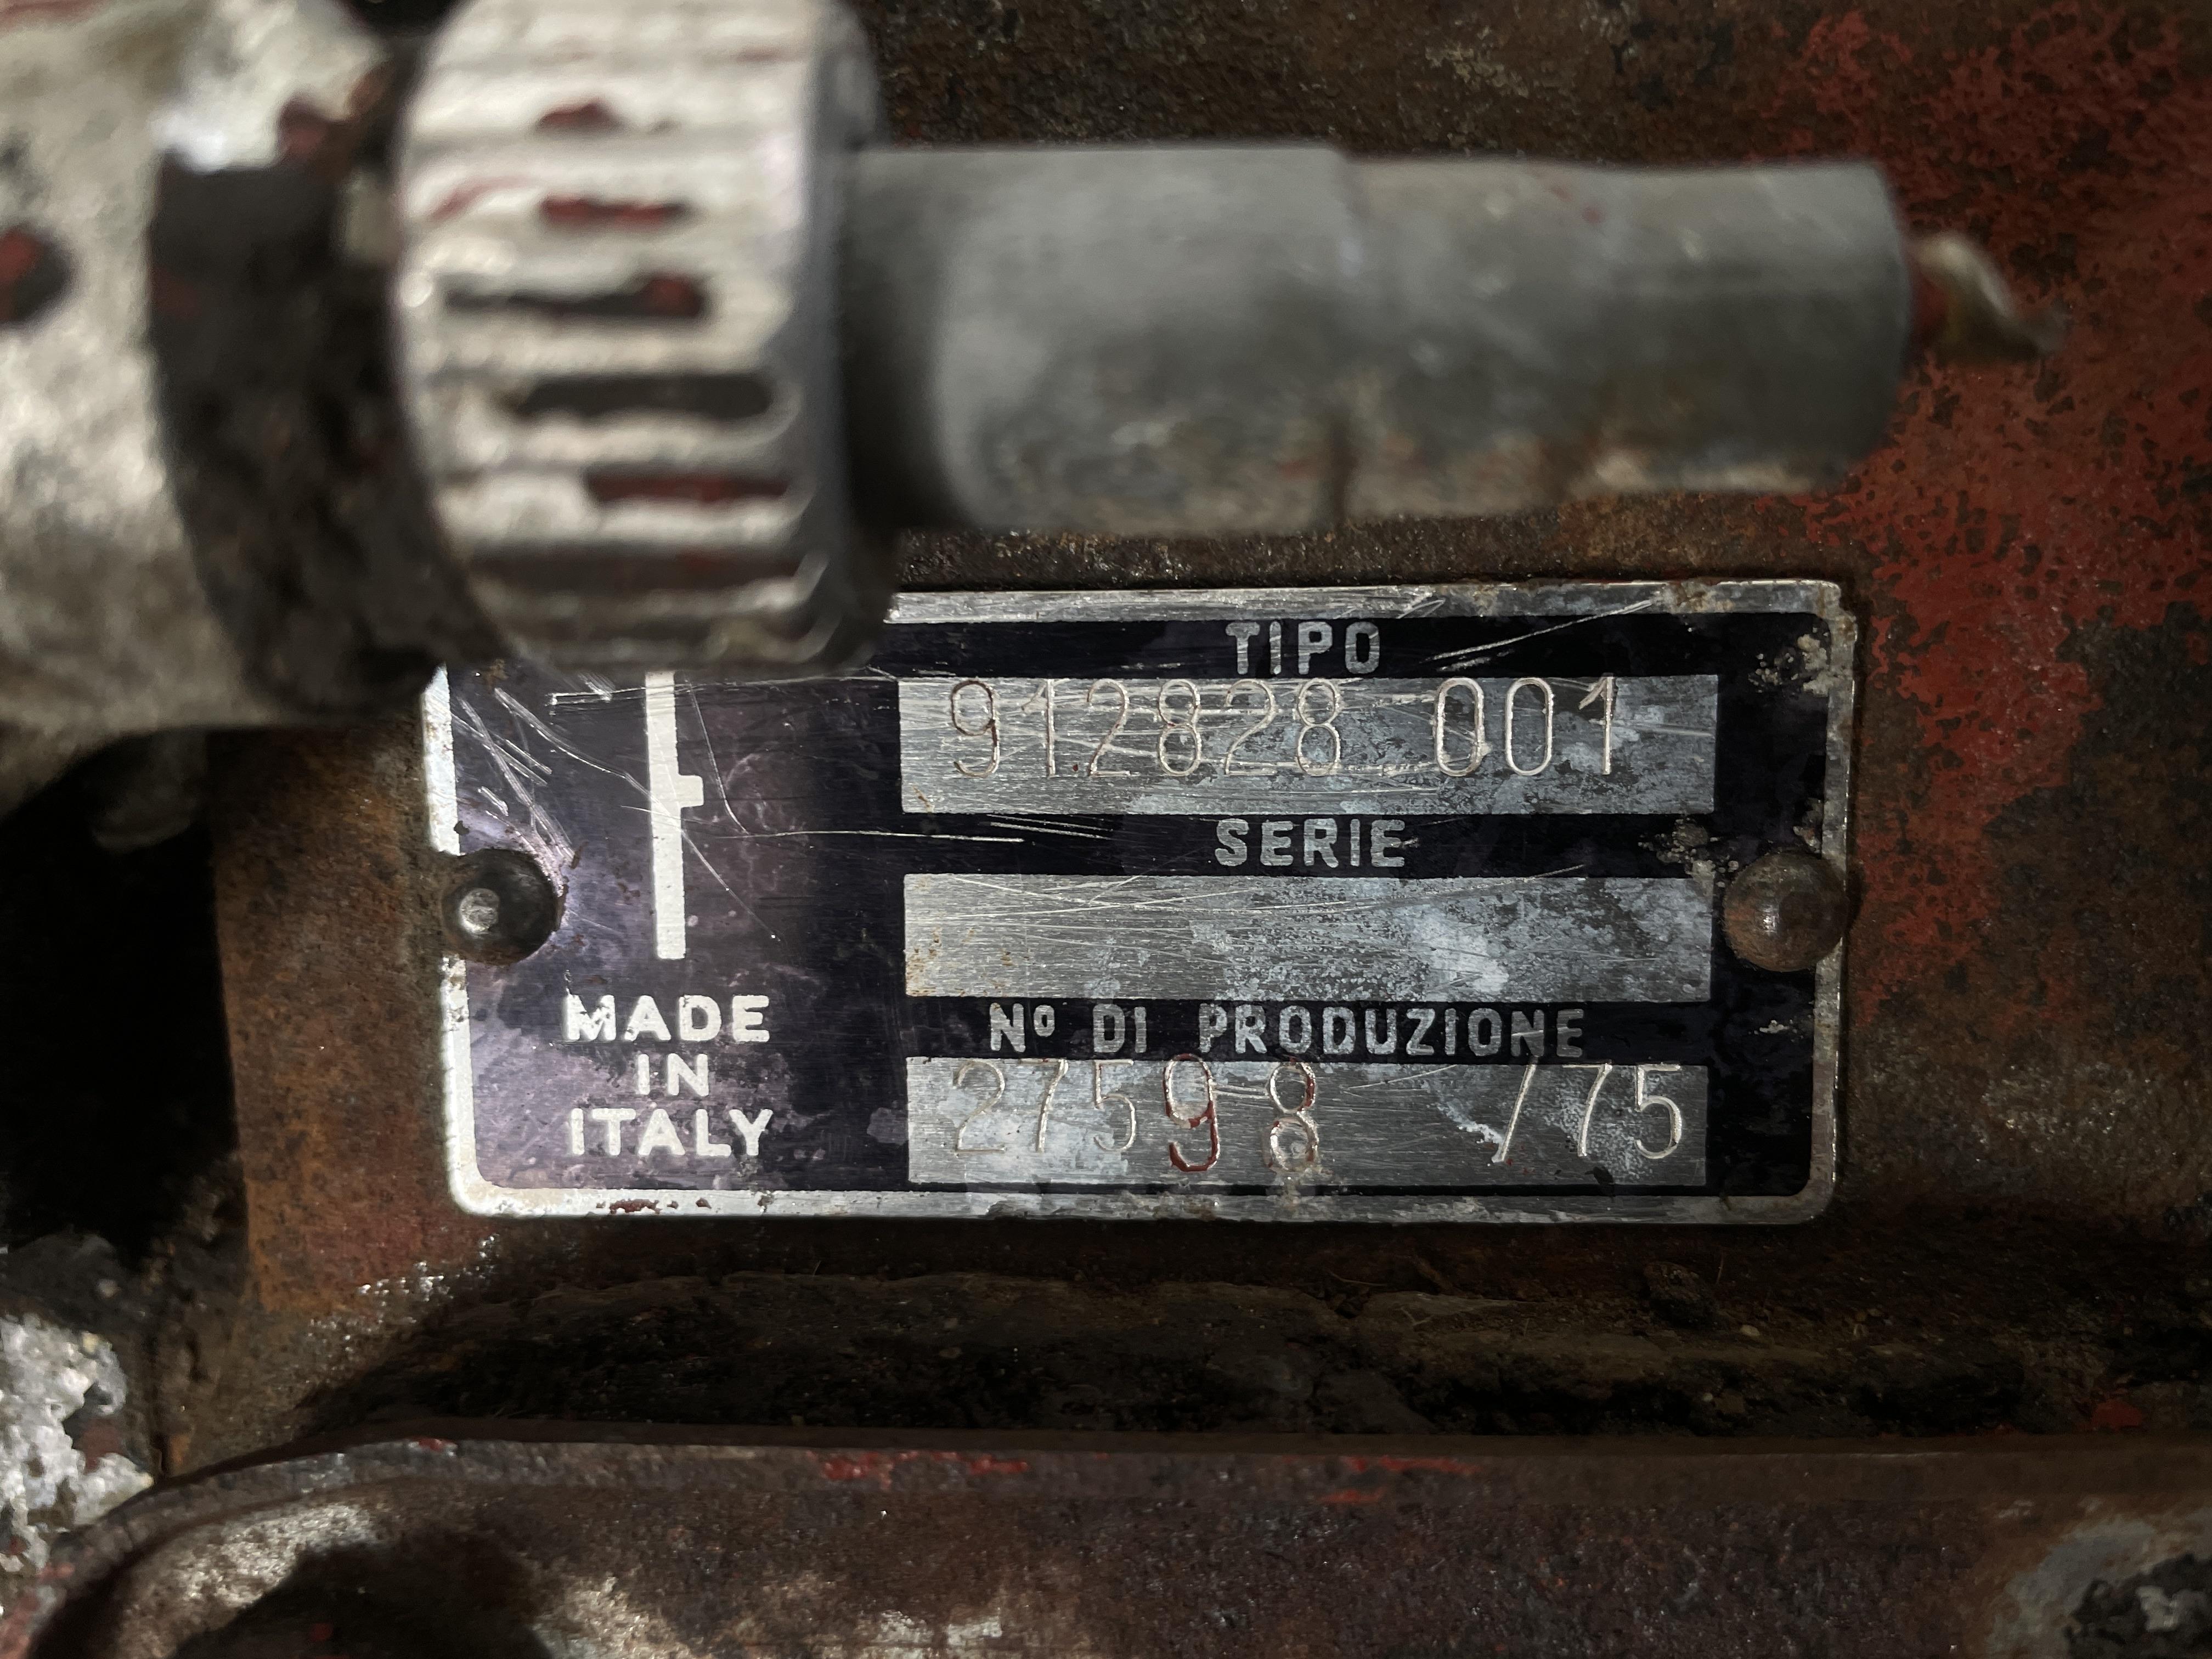 TIPO
912828 001
SERIE
Nº DI PRODUZIONE
27598 /75
MADE
IN
ITALY